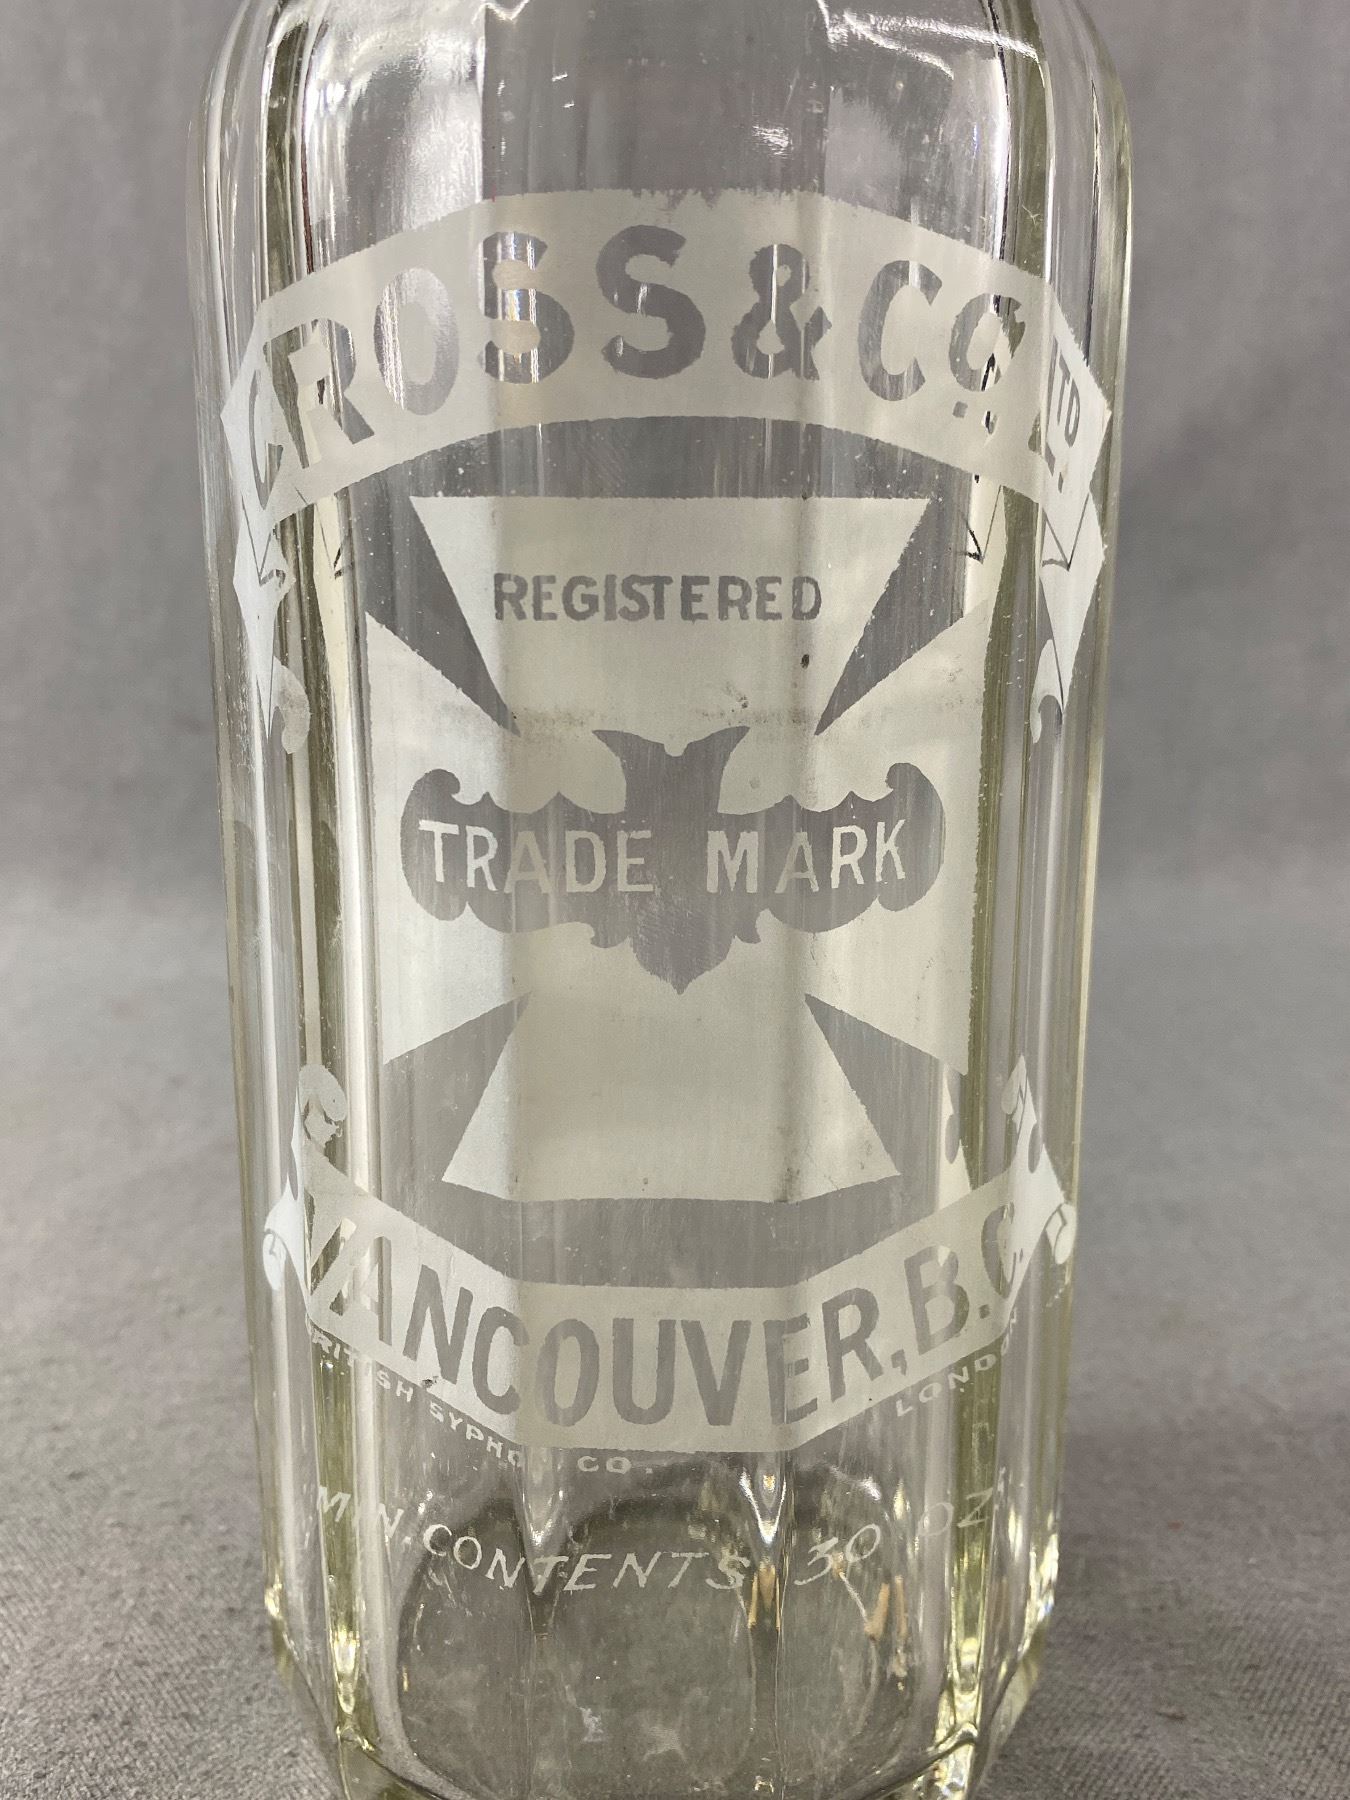 CROSS & CO. LTD.
REGISTERED
TRADE MARK
VANCOUVER, B.C.
BRITISH SYPHON CO. LONDON
MIN. CONTENTS 30 OZ.